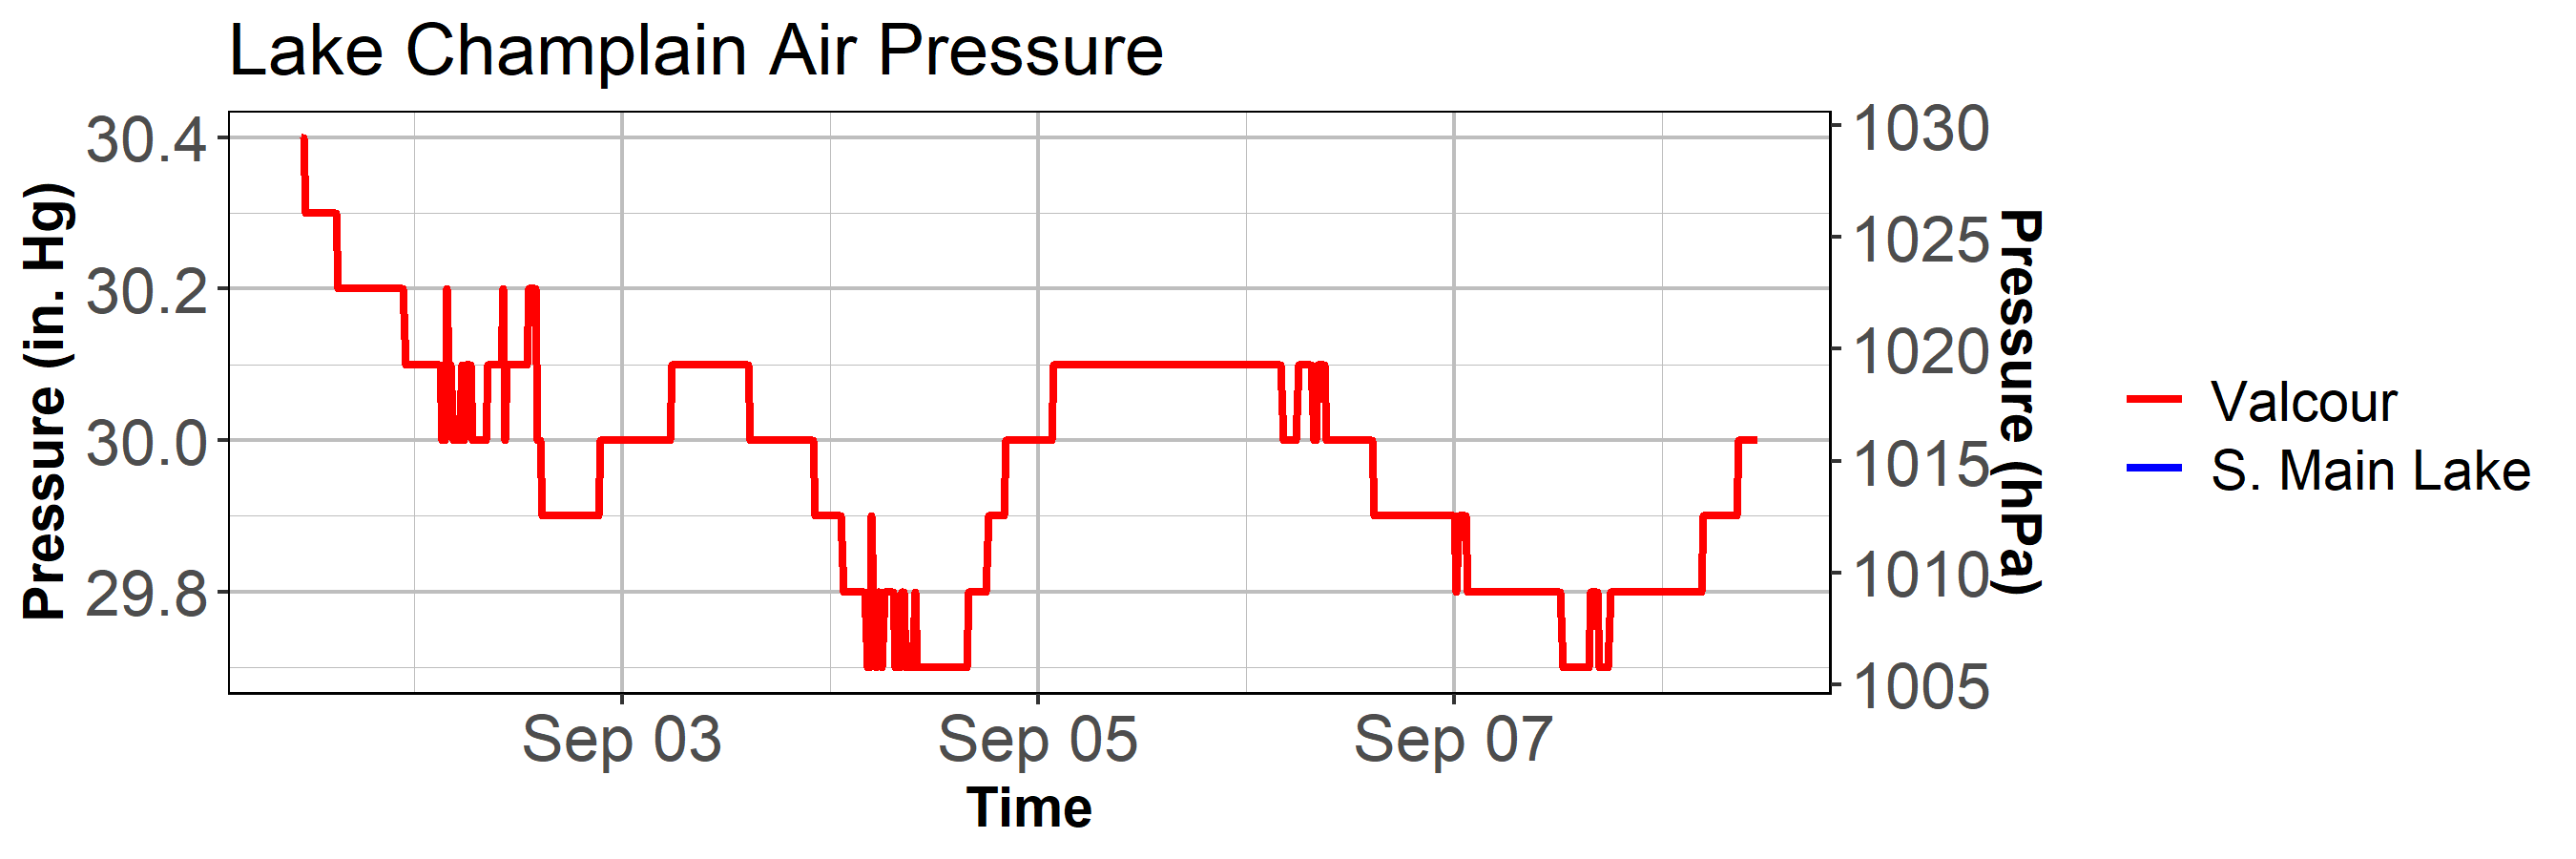 Lake Champlain Air Pressure
Pressure (in. Hg)
30.4
30.2
30.0
29.8
1030
1025
1020
1015
1010
1005
Pressure (hPa)
Sep 03 Sep 05 Sep 07
Time
Valcour
S. Main Lake